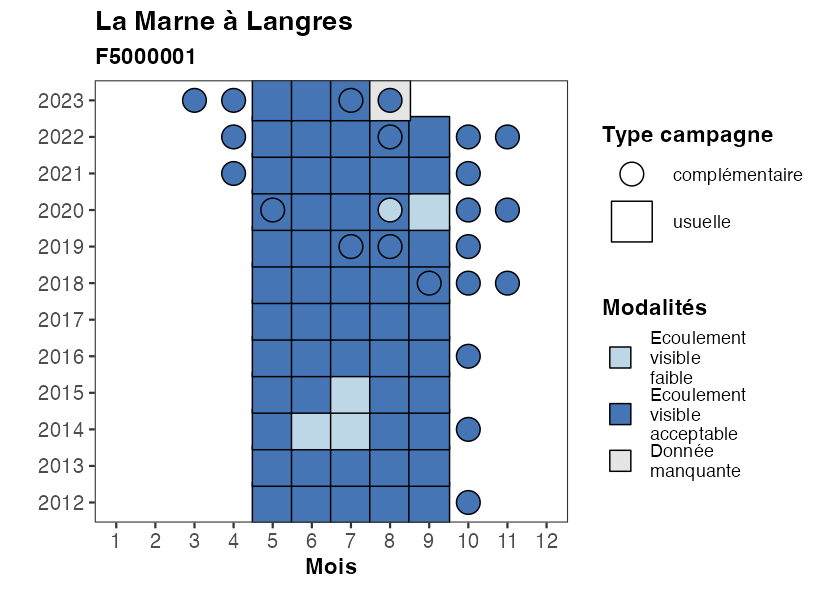 La Marne à Langres
F5000001
2023
2022
2021
2020
2019
2018
2017
2016
2015
2014
2013
2012
1 2 3 4 5 6 7 8 9 10 11 12
Mois
Type campagne
complémentaire
usuelle
Modalités
Ecoulement
visible
faible
Ecoulement
visible
acceptable
Donnée
manquante